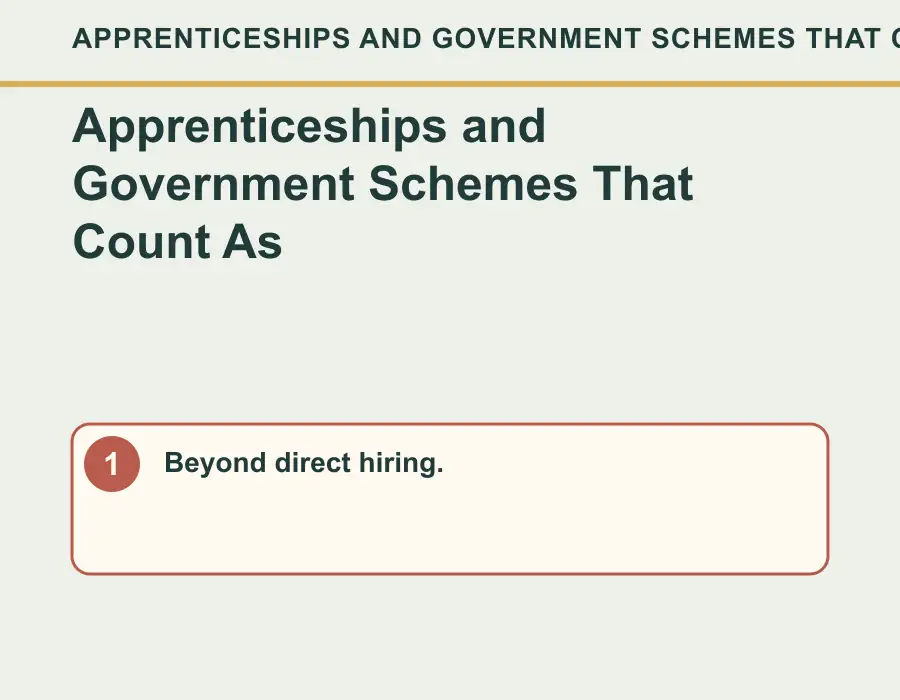 APPRENTICESHIPS AND GOVERNMENT SCHEMES THAT
Apprenticeships and
Government Schemes That
Count As
1
Beyond direct hiring.